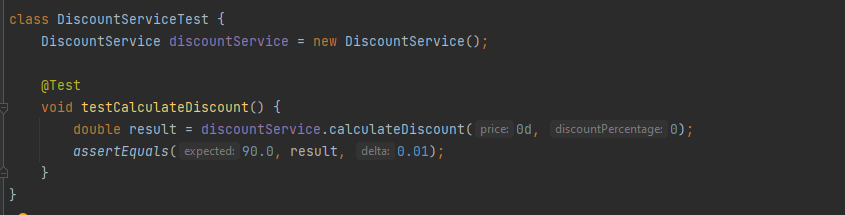 class DiscountServiceTest {
DiscountService discountService = new DiscountService();
@Test
void testCalculateDiscount() {
double result = discountService.calculateDiscount( price: 0d, discountPercentage: 0);
assertEquals( expected: 90.0, result, delta: 0.01);
}
}